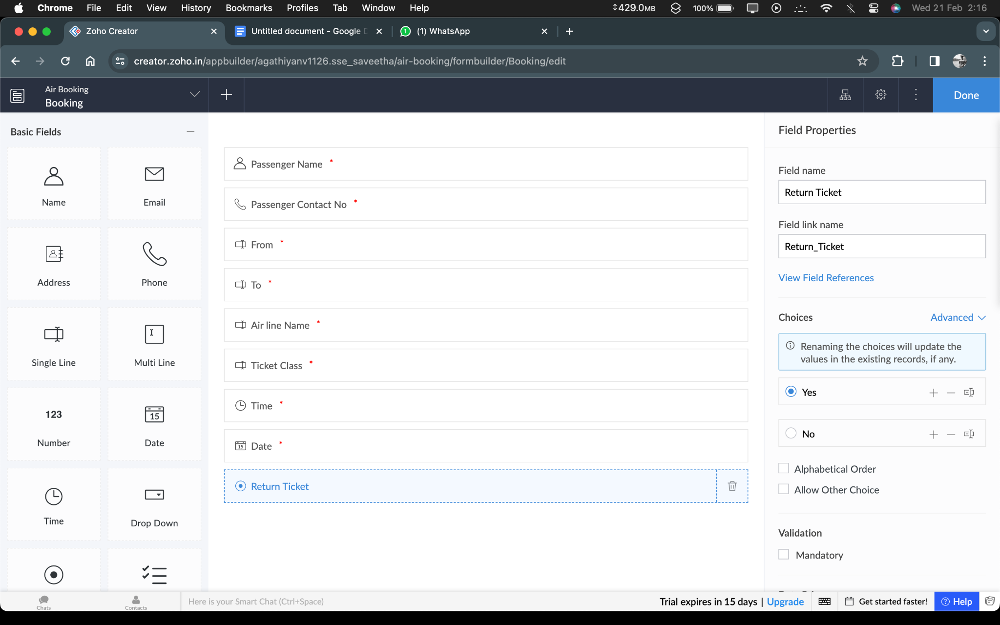 Chrome File Edit View History Bookmarks Profiles Tab Window Help 429.0MB 100% Wed 21 Feb 2:16
Zoho Creator Untitled document - Google (1) WhatsApp
creator.zoho.in/appbuilder/agathiyanv1126.sse_saveetha/air-booking/formbuilder/Booking/edit
Air Booking
Booking
Done
Basic Fields
Name
Email
Address
Phone
Single Line
Multi Line
123
Number
15
Date
Time
Drop Down
Passenger Name *
Passenger Contact No *
From *
To *
Air line Name *
Ticket Class *
Time *
15 Date *
Return Ticket
Field Properties
Field name
Return Ticket
Field link name
Return_Ticket
View Field References
Choices Advanced
Renaming the choices will update the
values in the existing records, if any.
Yes
No
Alphabetical Order
Allow Other Choice
Validation
Mandatory
Chats
Contacts
Here is your Smart Chat (Ctrl+Space)
Trial expires in 15 days | Upgrade
Get started faster!
Help